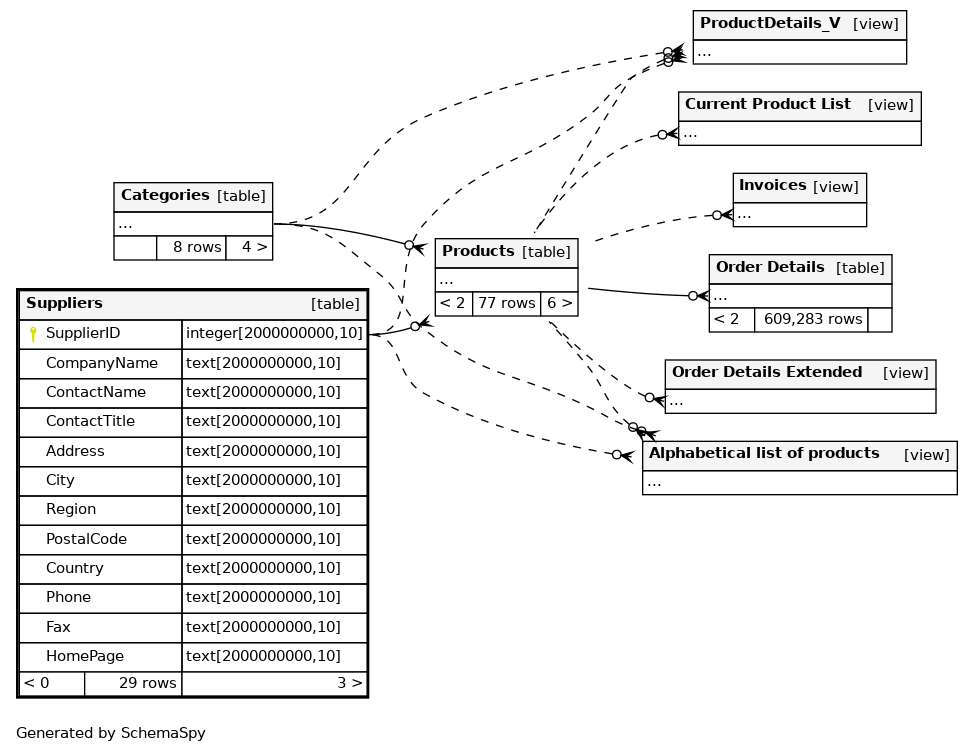 ProductDetails_V [view]
...
Current Product List [view]
...
Invoices [view]
...
Categories [table]
...
8 rows 4 >
Products [table]
...
< 2 77 rows 6 >
Order Details [table]
...
< 2 609,283 rows
Suppliers [table]
SupplierID integer[2000000000,10]
CompanyName text[2000000000,10]
ContactName text[2000000000,10]
ContactTitle text[2000000000,10]
Address text[2000000000,10]
City text[2000000000,10]
Region text[2000000000,10]
PostalCode text[2000000000,10]
Country text[2000000000,10]
Phone text[2000000000,10]
Fax text[2000000000,10]
HomePage text[2000000000,10]
< 0 29 rows 3 >
Order Details Extended [view]
...
Alphabetical list of products [view]
...
Generated by SchemaSpy